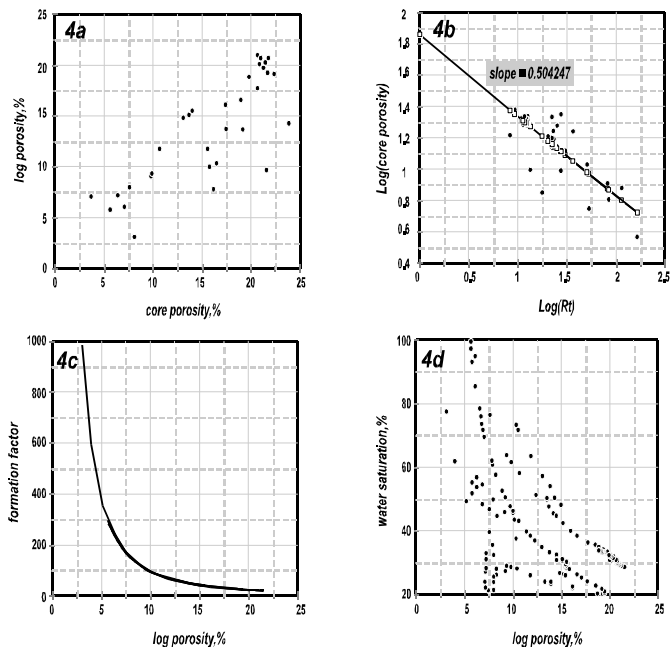 4a
log porosity,%
25
20
15
10
5
0
0 5 10 15 20 25
core porosity,%
4b
slope = 0.504247
Log(core porosity)
2
1.8
1.6
1.4
1.2
1
0.8
0.6
0.4
0 0.5 1 1.5 2 2.5
Log(Rt)
4c
formation factor
1000
800
600
400
200
0
0 5 10 15 20 25
log porosity,%
4d
water saturation,%
100
80
60
40
20
0 5 10 15 20 25
log porosity,%